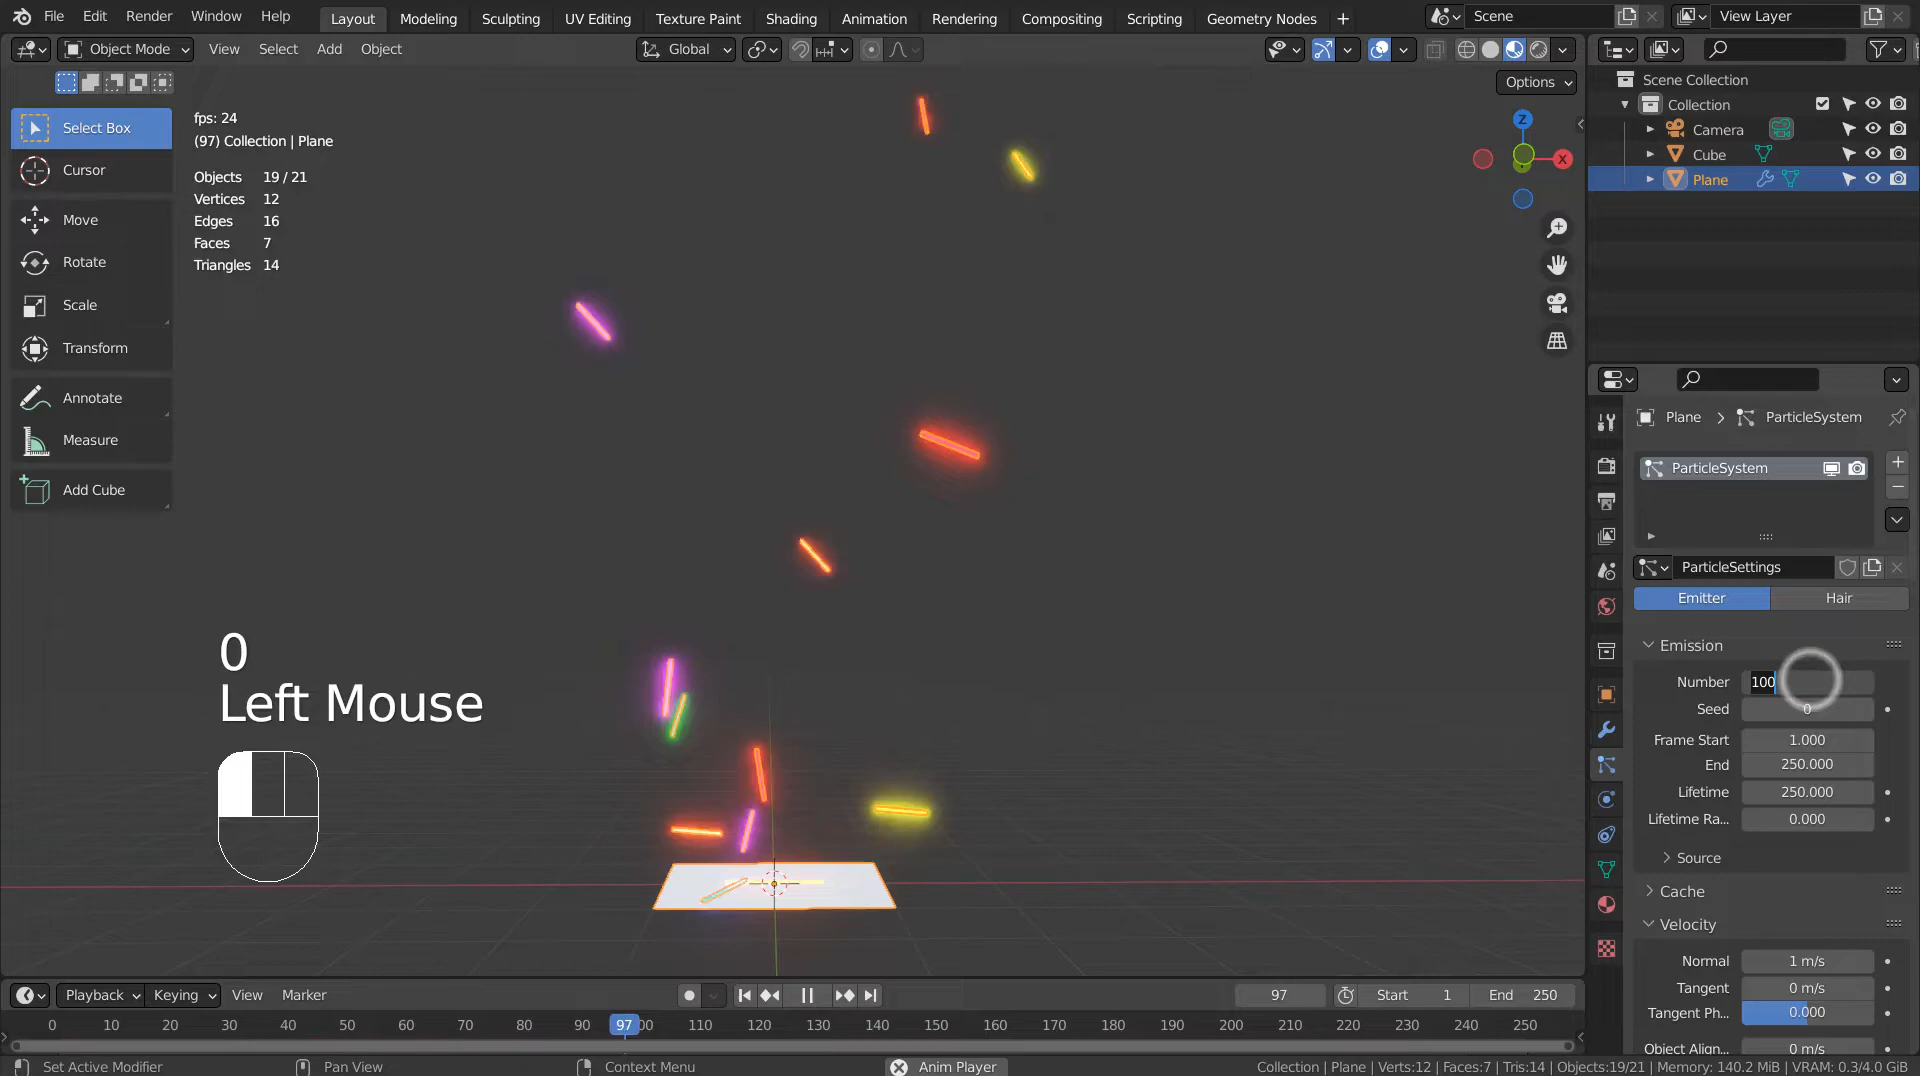 File Edit Render Window Help Layout Modeling Sculpting UV Editing Texture Paint Shading Animation Rendering Compositing Scripting Geometry Nodes + Scene View Layer
Object Mode View Select Add Object Global
Options
Select Box
Cursor
Move
Rotate
Scale
Transform
Annotate
Measure
Add Cube
fps: 24
(97) Collection | Plane
Objects 19 / 21
Vertices 12
Edges 16
Faces 7
Triangles 14
Z
X
0
Left Mouse
Scene Collection
Collection
Camera
Cube
Plane
Plane > ParticleSystem
ParticleSystem
ParticleSettings
Emitter Hair
Emission
Number 100
Seed 0
Frame Start 1.000
End 250.000
Lifetime 250.000
Lifetime Ra... 0.000
Source
Cache
Velocity
Normal 1 m/s
Tangent 0 m/s
Tangent Ph... 0.000
Object Align... 0 m/s
Playback Keying View Marker 97 Start 1 End 250
0 10 20 30 40 50 60 70 80 90 97 00 110 120 130 140 150 160 170 180 190 200 210 220 230 240 250
Set Active Modifier Pan View Context Menu Anim Player Collection | Plane | Verts:12 | Faces:7 | Tris:14 | Objects:19/21 | Memory: 140.2 MiB | VRAM: 0.3/4.0 GiB